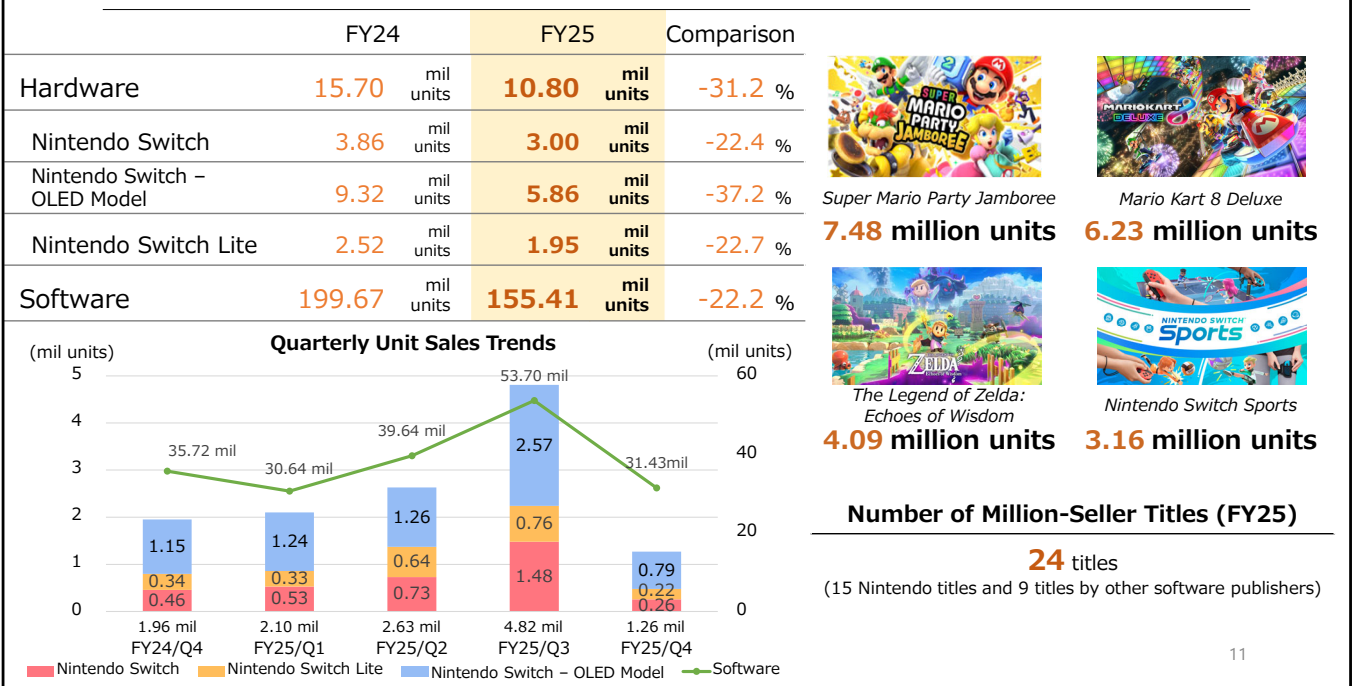 FY24 FY25 Comparison
Hardware 15.70 mil units 10.80 mil units -31.2 %
Nintendo Switch 3.86 mil units 3.00 mil units -22.4 %
Nintendo Switch –
OLED Model 9.32 mil units 5.86 mil units -37.2 %
Nintendo Switch Lite 2.52 mil units 1.95 mil units -22.7 %
Software 199.67 mil units 155.41 mil units -22.2 %
SUPER
MARIO
PARTY
JAMBOREE
Super Mario Party Jamboree
7.48 million units
MARIOKART
8
DELUXE
Mario Kart 8 Deluxe
6.23 million units
ZELDA
Echoes of Wisdom
The Legend of Zelda:
Echoes of Wisdom
4.09 million units
NINTENDO SWITCH
Sports
Nintendo Switch Sports
3.16 million units
Quarterly Unit Sales Trends
(mil units) (mil units)
5 60
4
3 40
2
20
1
0 0
35.72 mil 30.64 mil 39.64 mil 53.70 mil 31.43mil
1.15 1.24 1.26 2.57 0.79
0.34 0.33 0.64 0.76 0.22
0.46 0.53 0.73 1.48 0.26
1.96 mil 2.10 mil 2.63 mil 4.82 mil 1.26 mil
FY24/Q4 FY25/Q1 FY25/Q2 FY25/Q3 FY25/Q4
Nintendo Switch Nintendo Switch Lite Nintendo Switch – OLED Model Software
Number of Million-Seller Titles (FY25)
24 titles
(15 Nintendo titles and 9 titles by other software publishers)
11